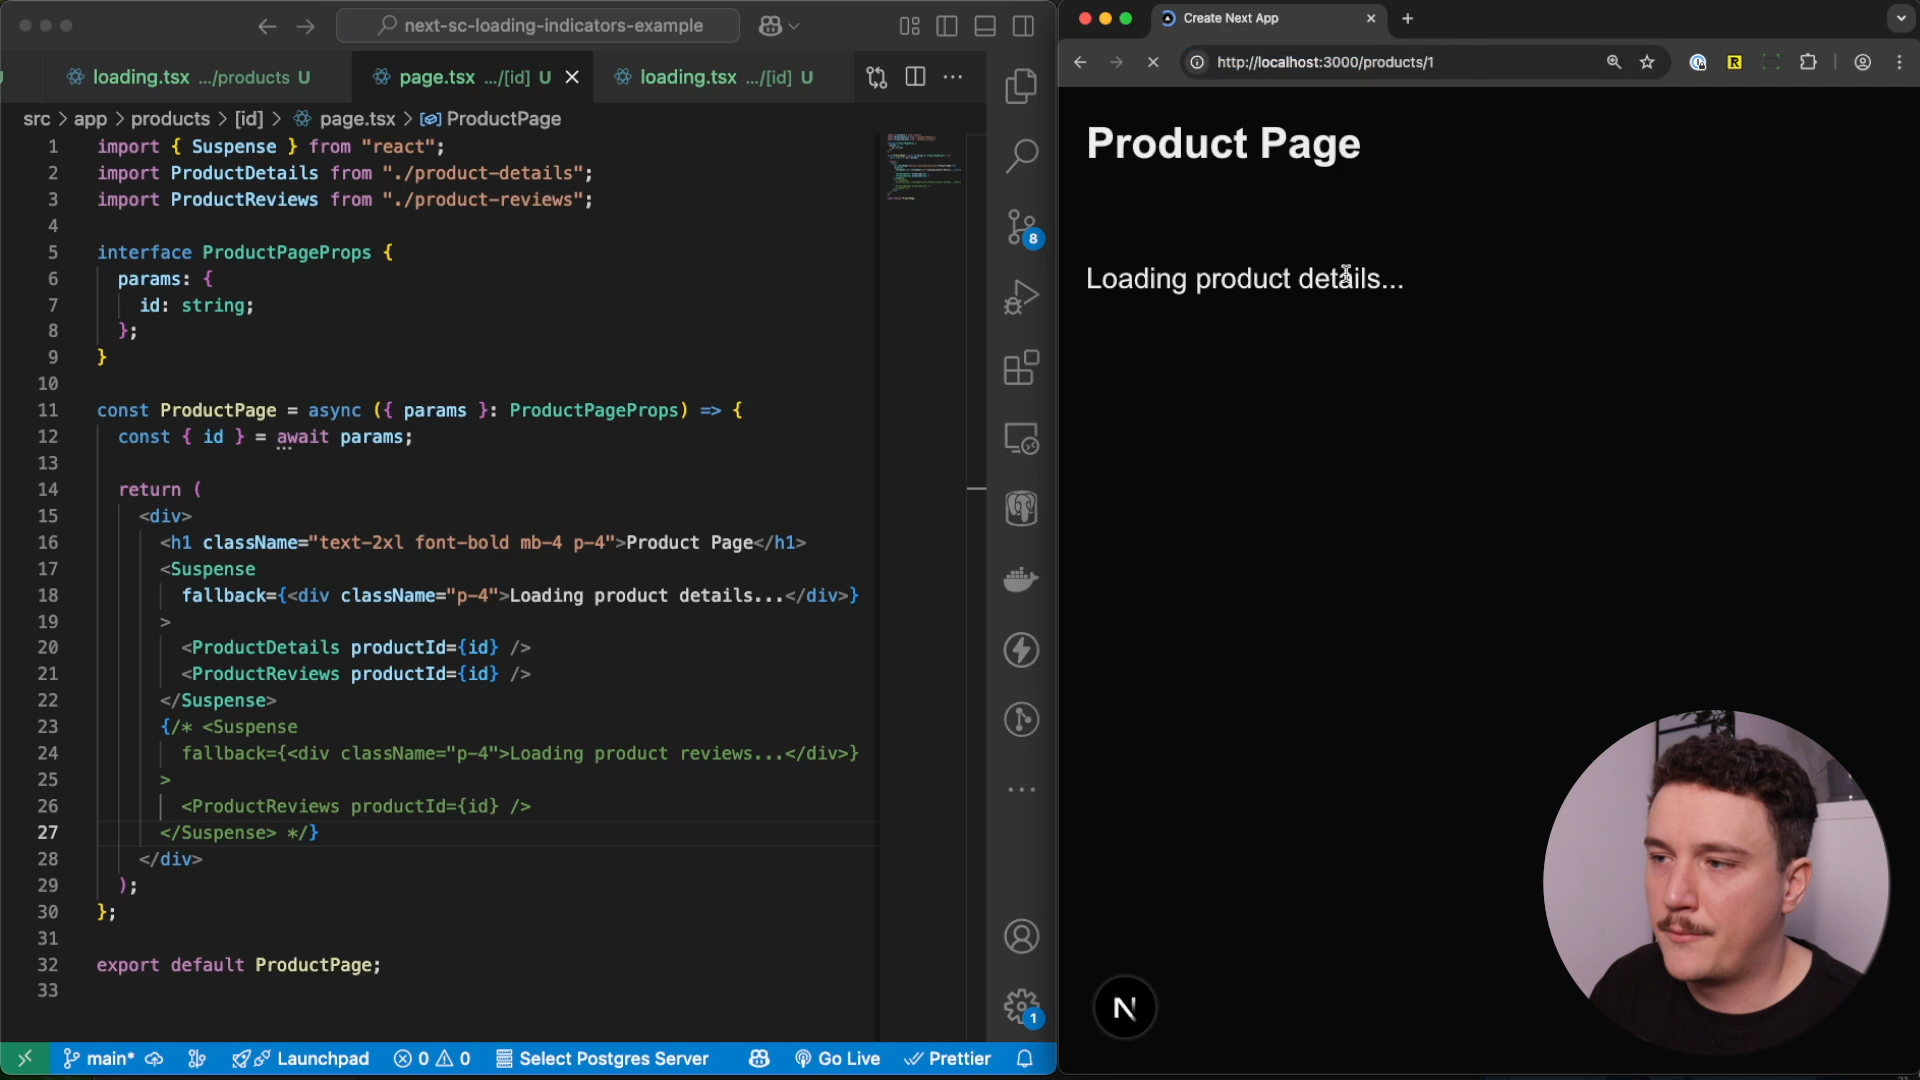 next-sc-loading-indicators-example
loading.tsx .../products U
page.tsx .../[id] U
loading.tsx .../[id] U
src > app > products > [id] > page.tsx > ProductPage
1 import { Suspense } from "react";
2 import ProductDetails from "./product-details";
3 import ProductReviews from "./product-reviews";
4
5 interface ProductPageProps {
6 params: {
7 id: string;
8 };
9 }
10
11 const ProductPage = async ({ params }: ProductPageProps) => {
12 const { id } = await params;
13
14 return (
15 <div>
16 <h1 className="text-2xl font-bold mb-4 p-4">Product Page</h1>
17 <Suspense
18 fallback={<div className="p-4">Loading product details...</div>}
19 >
20 <ProductDetails productId={id} />
21 <ProductReviews productId={id} />
22 </Suspense>
23 {/* <Suspense
24 fallback={<div className="p-4">Loading product reviews...</div>}
25 >
26 <ProductReviews productId={id} />
27 </Suspense> */}
28 </div>
29 );
30 };
31
32 export default ProductPage;
33
8
1
main*
Launchpad
0
0
Select Postgres Server
Go Live
Prettier
Create Next App
http://localhost:3000/products/1
R
Product Page
Loading product details...
N